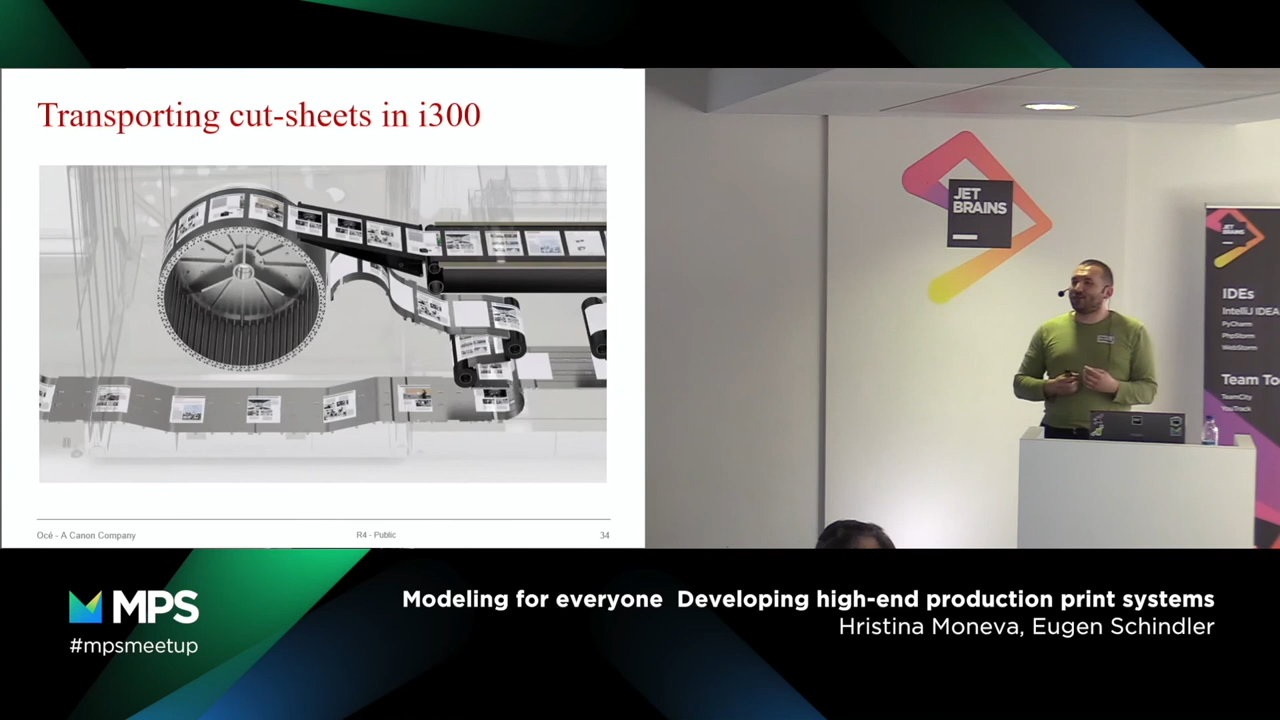 Transporting cut-sheets in i300
Océ - A Canon Company
R4 - Public
34
JET
BRAINS
JET
BRAINS
IDEs
IntelliJ IDEA
PyCharm
PhpStorm
WebStorm
Team To
TeamCity
YouTrack
MPS
#mpsmeetup
Modeling for everyone Developing high-end production print systems
Hristina Moneva, Eugen Schindler